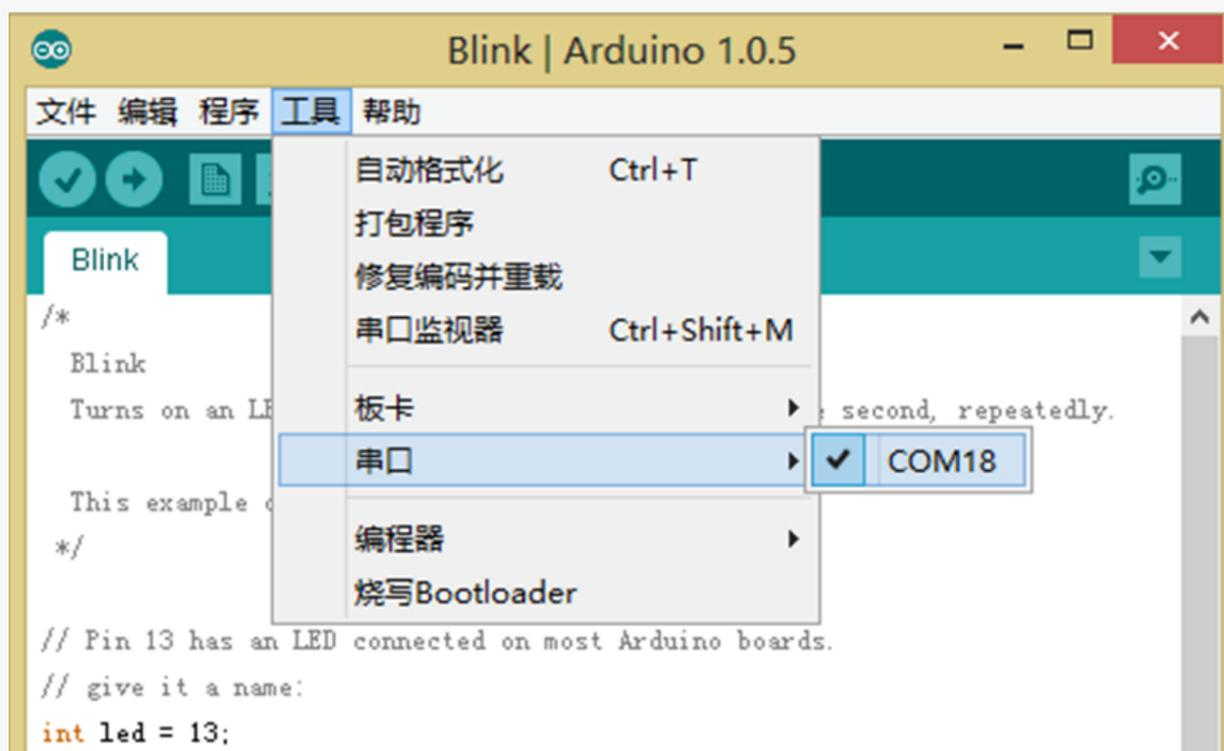 Blink | Arduino 1.0.5
文件 编辑 程序 工具 帮助
自动格式化 Ctrl+T
打包程序
修复编码并重载
串口监视器 Ctrl+Shift+M
板卡
串口
COM18
编程器
烧写Bootloader
Blink
/*
Blink
Turns on an second, repeatedly.
This example
*/
// Pin 13 has an LED connected on most Arduino boards.
// give it a name:
int led = 13;